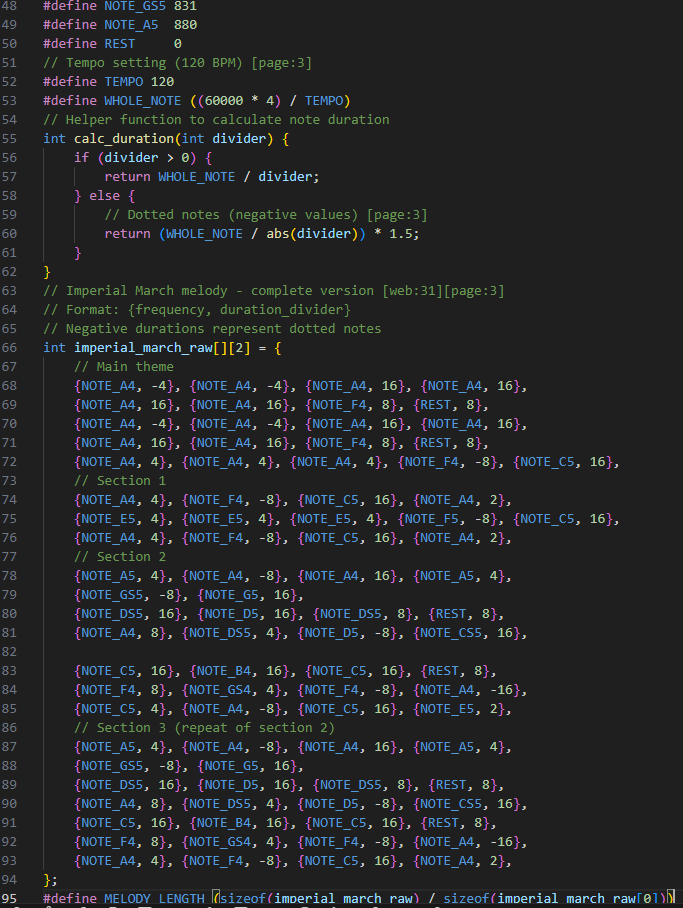 48 #define NOTE_GS5 831
49 #define NOTE_A5  880
50 #define REST     0
51 // Tempo setting (120 BPM) [page:3]
52 #define TEMPO 120
53 #define WHOLE_NOTE ((60000 * 4) / TEMPO)
54 // Helper function to calculate note duration
55 int calc_duration(int divider) {
56     if (divider > 0) {
57         return WHOLE_NOTE / divider;
58     } else {
59         // Dotted notes (negative values) [page:3]
60         return (WHOLE_NOTE / abs(divider)) * 1.5;
61     }
62 }
63 // Imperial March melody - complete version [web:31][page:3]
64 // Format: {frequency, duration_divider}
65 // Negative durations represent dotted notes
66 int imperial_march_raw[][2] = {
67     // Main theme
68     {NOTE_A4, -4}, {NOTE_A4, -4}, {NOTE_A4, 16}, {NOTE_A4, 16},
69     {NOTE_A4, 16}, {NOTE_A4, 16}, {NOTE_F4, 8}, {REST, 8},
70     {NOTE_A4, -4}, {NOTE_A4, -4}, {NOTE_A4, 16}, {NOTE_A4, 16},
71     {NOTE_A4, 16}, {NOTE_A4, 16}, {NOTE_F4, 8}, {REST, 8},
72     {NOTE_A4, 4}, {NOTE_A4, 4}, {NOTE_A4, 4}, {NOTE_F4, -8}, {NOTE_C5, 16},
73     // Section 1
74     {NOTE_A4, 4}, {NOTE_F4, -8}, {NOTE_C5, 16}, {NOTE_A4, 2},
75     {NOTE_E5, 4}, {NOTE_E5, 4}, {NOTE_E5, 4}, {NOTE_F5, -8}, {NOTE_C5, 16},
76     {NOTE_A4, 4}, {NOTE_F4, -8}, {NOTE_C5, 16}, {NOTE_A4, 2},
77     // Section 2
78     {NOTE_A5, 4}, {NOTE_A4, -8}, {NOTE_A4, 16}, {NOTE_A5, 4},
79     {NOTE_GS5, -8}, {NOTE_G5, 16},
80     {NOTE_DS5, 16}, {NOTE_D5, 16}, {NOTE_DS5, 8}, {REST, 8},
81     {NOTE_A4, 8}, {NOTE_DS5, 4}, {NOTE_D5, -8}, {NOTE_CS5, 16},
82
83     {NOTE_C5, 16}, {NOTE_B4, 16}, {NOTE_C5, 16}, {REST, 8},
84     {NOTE_F4, 8}, {NOTE_GS4, 4}, {NOTE_F4, -8}, {NOTE_A4, -16},
85     {NOTE_C5, 4}, {NOTE_A4, -8}, {NOTE_C5, 16}, {NOTE_E5, 2},
86     // Section 3 (repeat of section 2)
87     {NOTE_A5, 4}, {NOTE_A4, -8}, {NOTE_A4, 16}, {NOTE_A5, 4},
88     {NOTE_GS5, -8}, {NOTE_G5, 16},
89     {NOTE_DS5, 16}, {NOTE_D5, 16}, {NOTE_DS5, 8}, {REST, 8},
90     {NOTE_A4, 8}, {NOTE_DS5, 4}, {NOTE_D5, -8}, {NOTE_CS5, 16},
91     {NOTE_C5, 16}, {NOTE_B4, 16}, {NOTE_C5, 16}, {REST, 8},
92     {NOTE_F4, 8}, {NOTE_GS4, 4}, {NOTE_F4, -8}, {NOTE_A4, -16},
93     {NOTE_A4, 4}, {NOTE_F4, -8}, {NOTE_C5, 16}, {NOTE_A4, 2},
94 };
95 #define MELODY_LENGTH (sizeof(imperial_march_raw) / sizeof(imperial_march_raw[0]))